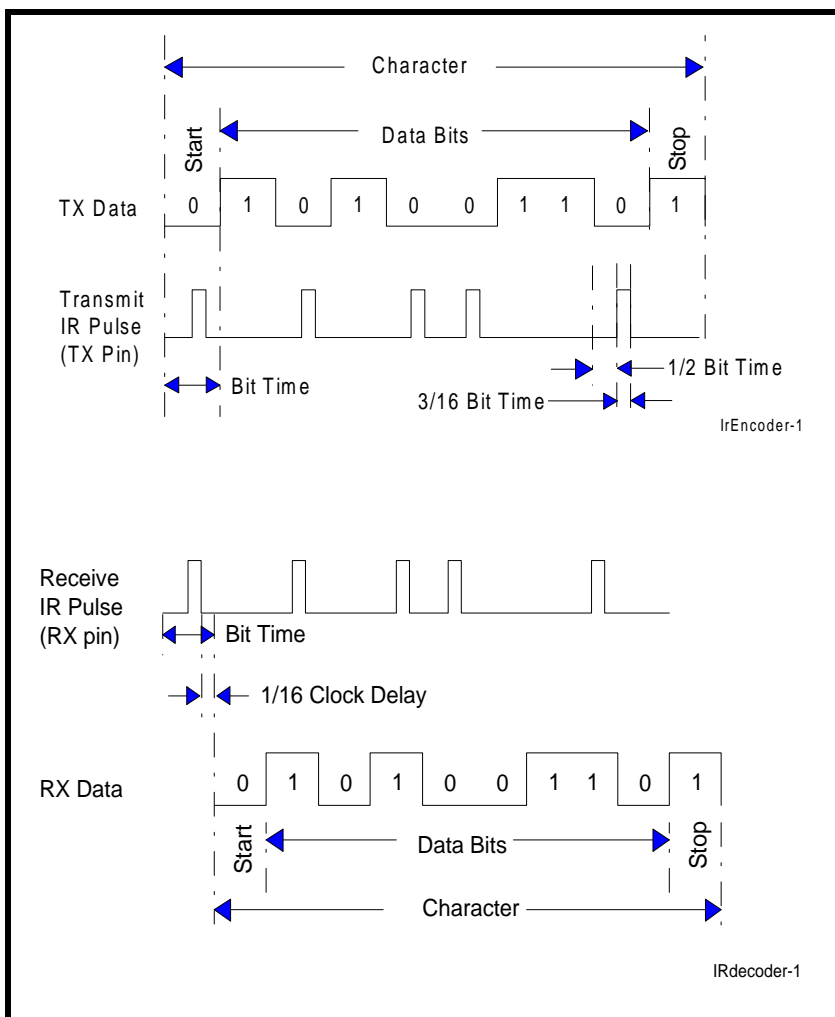 Character
Start
Data Bits
Stop
TX Data
0 1 0 1 0 0 1 1 0 1
Transmit
IR Pulse
(TX Pin)
Bit Time
1/2 Bit Time
3/16 Bit Time
IrEncoder-1
Receive
IR Pulse
(RX pin)
Bit Time
1/16 Clock Delay
RX Data
0 1 0 1 0 0 1 1 0 1
Start
Data Bits
Stop
Character
IRdecoder-1